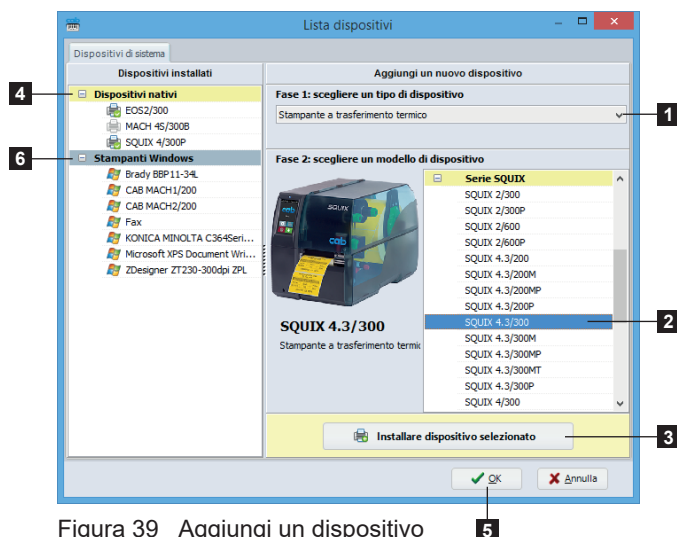 Lista dispositivi
Dispositivi di sistema
Dispositivi installati
Dispositivi nativi
EOS2/300
MACH 4S/300B
SQUIX 4/300P
Stampanti Windows
Brady BBP11-34L
CAB MACH1/200
CAB MACH2/200
Fax
KONICA MINOLTA C364Seri...
Microsoft XPS Document Wri...
ZDesigner ZT230-300dpi ZPL
Aggiungi un nuovo dispositivo
Fase 1: scegliere un tipo di dispositivo
Stampante a trasferimento termico
Fase 2: scegliere un modello di dispositivo
SQUIX
cab
SQUIX 4.3/300
Stampante a trasferimento termic
Serie SQUIX
SQUIX 2/300
SQUIX 2/300P
SQUIX 2/600
SQUIX 2/600P
SQUIX 4.3/200
SQUIX 4.3/200M
SQUIX 4.3/200MP
SQUIX 4.3/200P
SQUIX 4.3/300
SQUIX 4.3/300M
SQUIX 4.3/300MP
SQUIX 4.3/300MT
SQUIX 4.3/300P
SQUIX 4/300
Installare dispositivo selezionato
OK
Annulla
4
6
1
2
3
5
Figura 39 Aggiungi un dispositivo